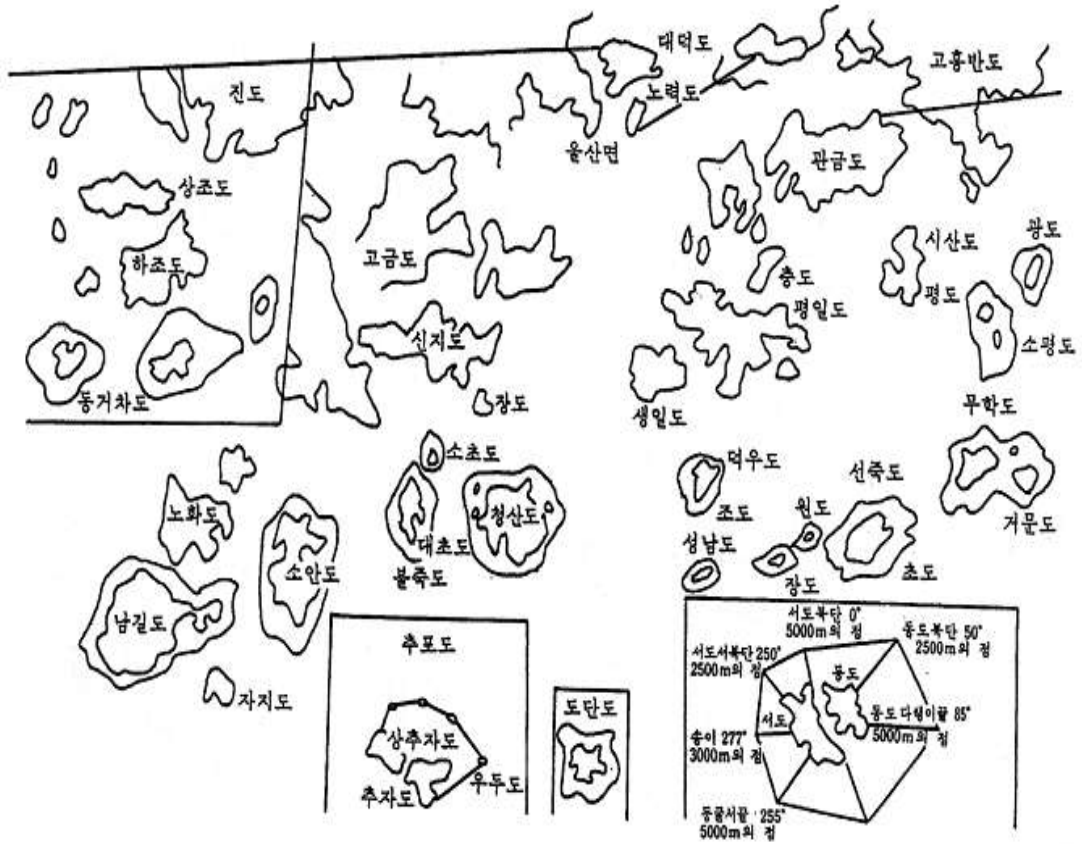 대덕도
고흥반도
진도
노력도
울산면
관금도
상조도
시산도
광도
하조도
고금도
충도
평도
평일도
신지도
소평도
동거차도
장도
생일도
무학도
소초도
덕우도
선죽도
노화도
청산도
원도
조도
거문도
대초도
성남도
소안도
불죽도
장도
초도
남길도
자지도
추포도
상추자도
추자도
우두도
도단도
서도북단 0°
5000m의 점
동도북단 50°
2500m의 점
서도서북단 250°
2500m의 점
동도
서도
85°
5000m의 점
송이 277°
3000m의 점
동굴서끝 255°
5000m의 점